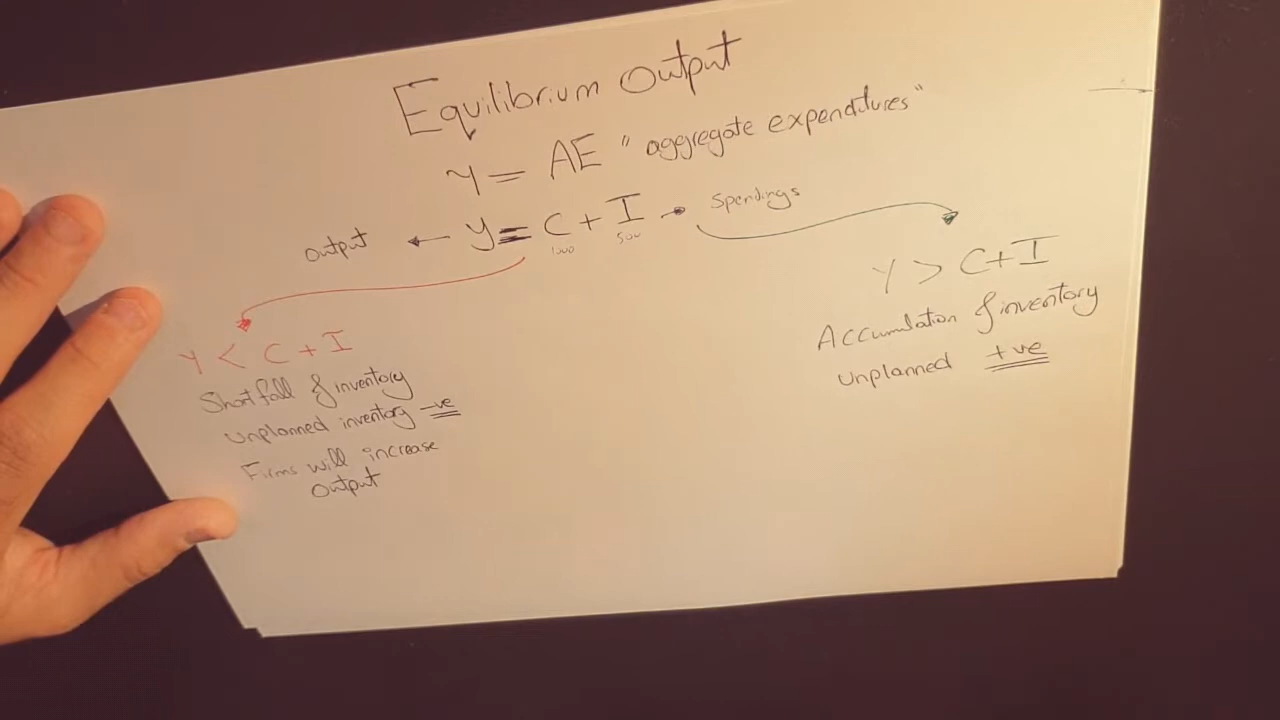 Equilibrium Output
Y = AE "aggregate expenditures"
Output ← Y = C + I → Spendings
1000 500
Y < C + I
Shortfall of inventory
unplanned inventory -ve
Firms will increase
output
Y > C + I
Accumulation of inventory
unplanned +ve